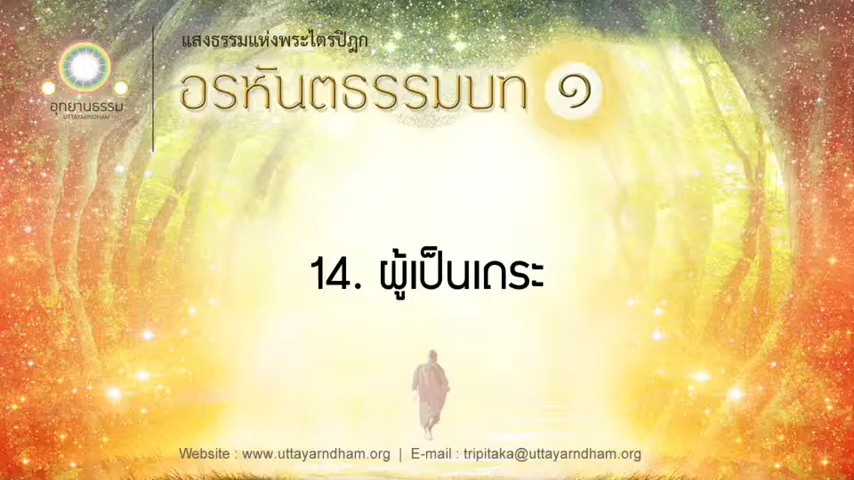 แสงธรรมแห่งพระไตรปิฎก
อรหันตธรรมบท ๑
อุทยานธรรม
UTTAYARNDHAM
14. ผู้เป็นเถระ
Website : www.uttayarndham.org | E-mail : tripitaka@uttayarndham.org